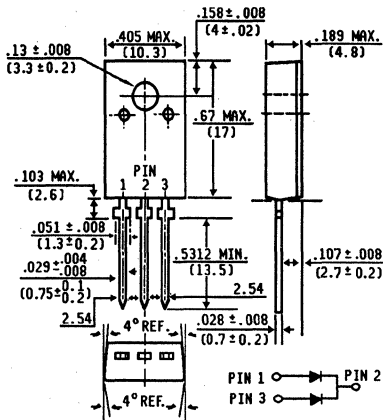 .158±.008
(4±.02)
.405 MAX.
(10.3)
.189 MAX.
(4.8)
.13±.008
(3.3±0.2)
.67 MAX.
(17)
PIN
1 2 3
.103 MAX.
(2.6)
.051±.008
(1.3±0.2)
.5312 MIN.
(13.5)
.107±.008
(2.7±0.2)
.029+.004
-.008
(0.75+0.1
-0.2)
2.54
2.54
.028±.008
(0.7±0.2)
4° REF.
4° REF.
PIN 1
PIN 2
PIN 3